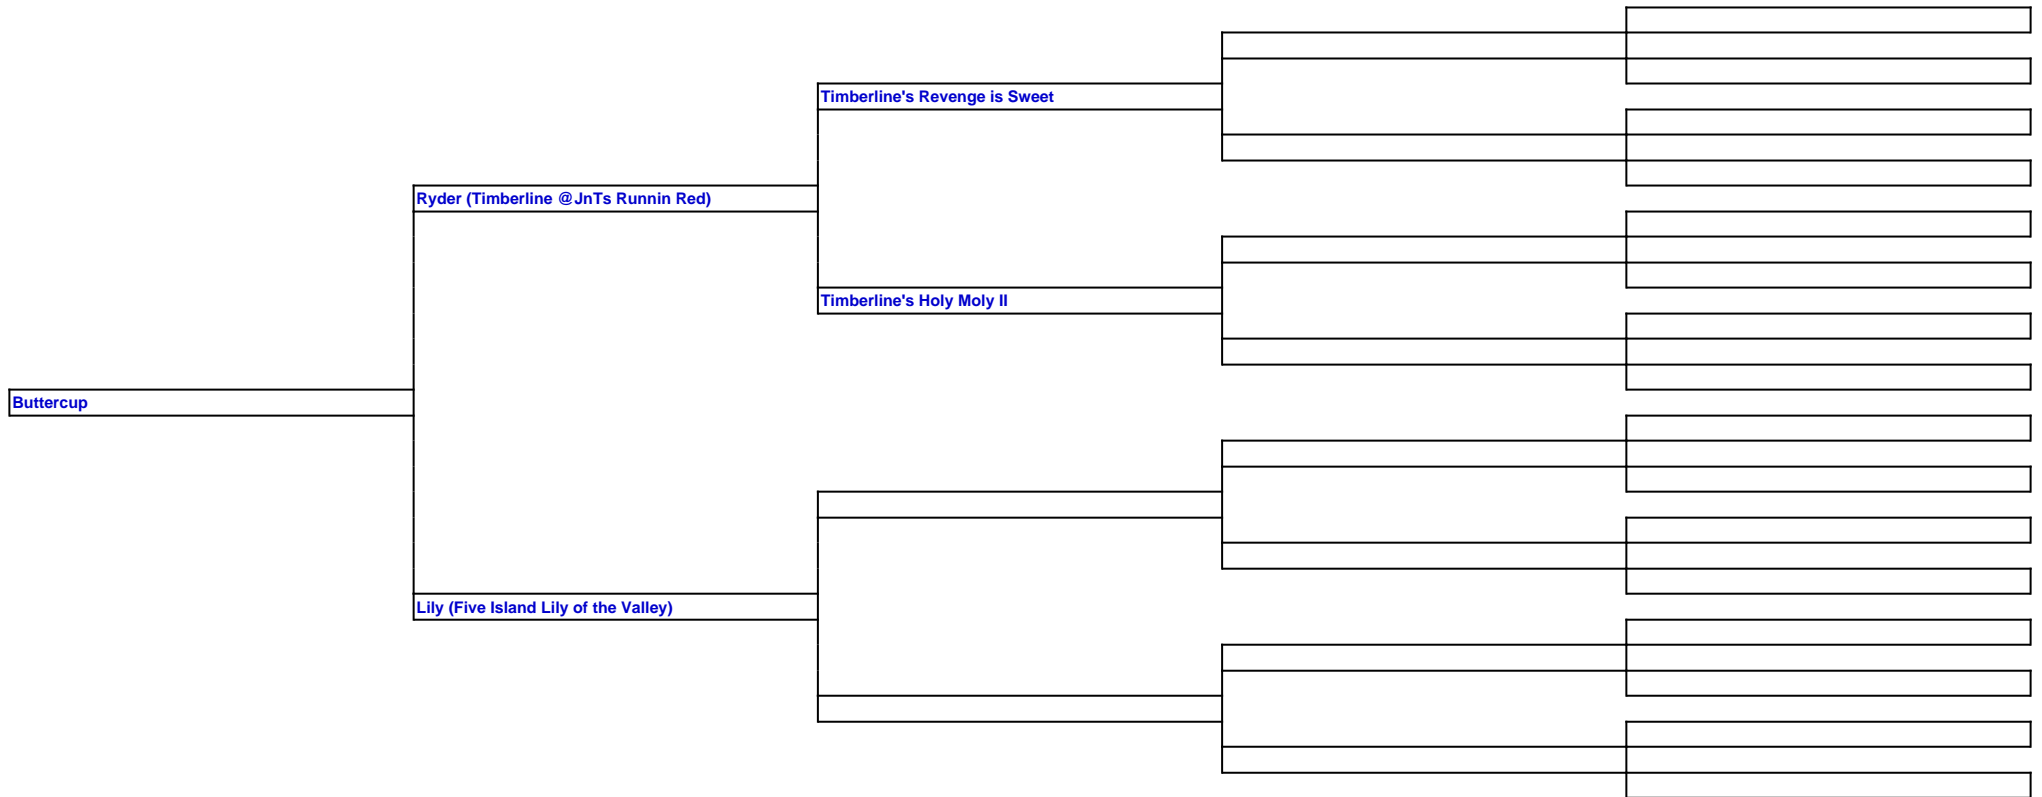 Timberline's Revenge is Sweet
Ryder (Timberline @JnTs Runnin Red)
Timberline's Holy Moly II
Buttercup
Lily (Five Island Lily of the Valley)